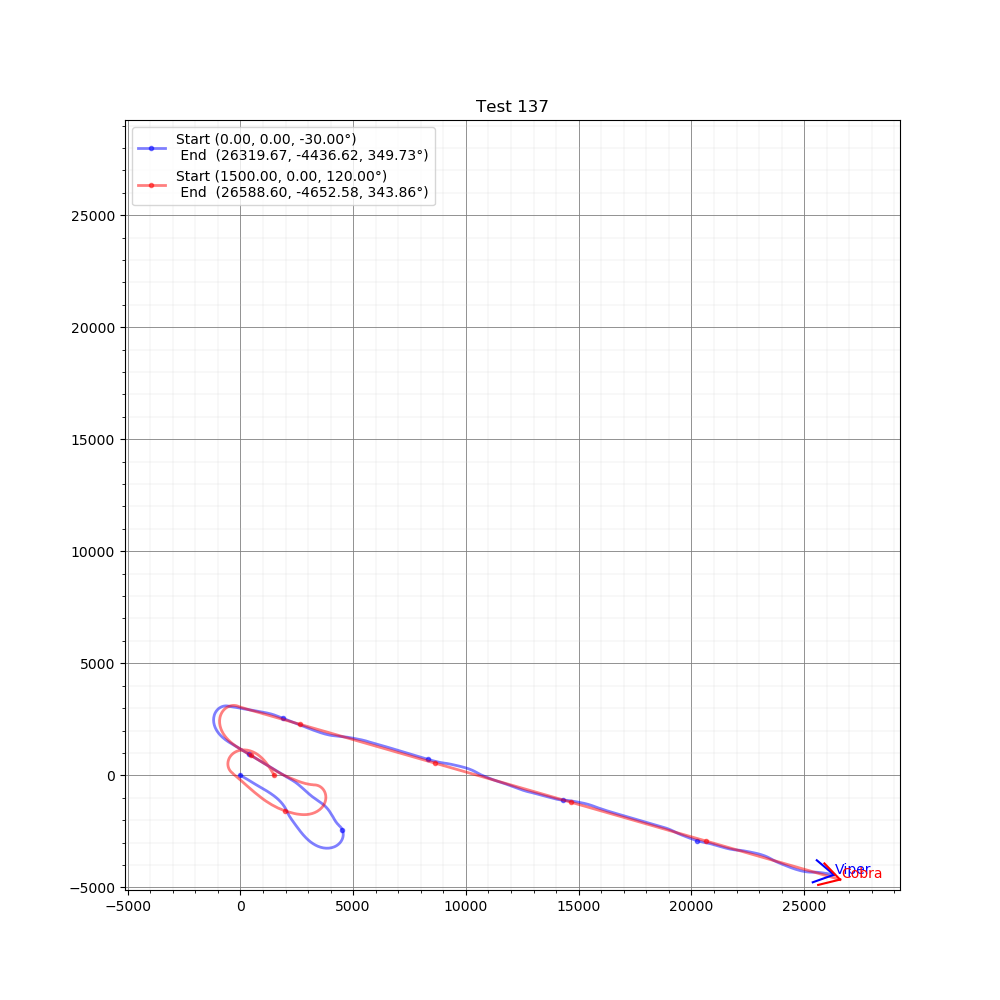 Test 137
Start (0.00, 0.00, -30.00°)
End (26319.67, -4436.62, 349.73°)
Start (1500.00, 0.00, 120.00°)
End (26588.60, -4652.58, 343.86°)
25000
20000
15000
10000
5000
0
−5000
Viper
Cobra
−5000 0 5000 10000 15000 20000 25000